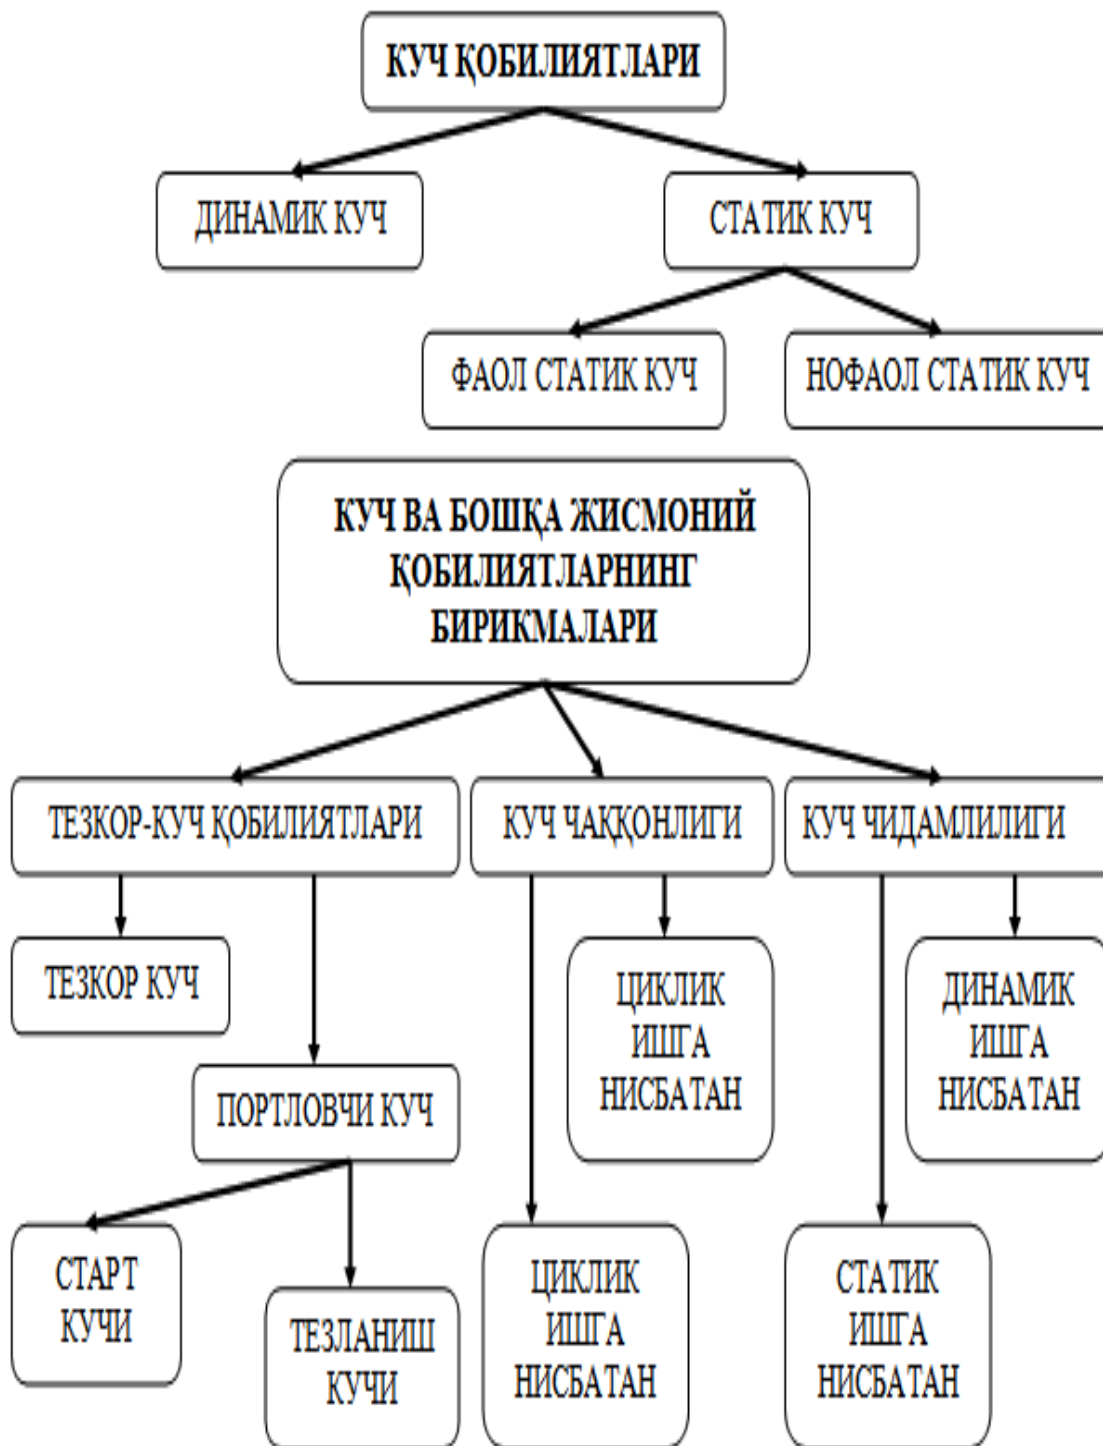 КУЧ ҚОБИЛИЯТЛАРИ
ДИНАМИК КУЧ
СТАТИК КУЧ
ФАОЛ СТАТИК КУЧ
НОФАОЛ СТАТИК КУЧ
КУЧ ВА БОШҚА ЖИСМОНИЙ
ҚОБИЛИЯТЛАРНИНГ
БИРИКМАЛАРИ
ТЕЗКОР-КУЧ ҚОБИЛИЯТЛАРИ
КУЧ ЧАҚҚОНЛИГИ
КУЧ ЧИДАМЛИЛИГИ
ТЕЗКОР КУЧ
ЦИКЛИК
ИШГА
НИСБАТАН
ДИНАМИК
ИШГА
НИСБАТАН
ПОРТЛОВЧИ КУЧ
СТАРТ
КУЧИ
ТЕЗЛАНИШ
КУЧИ
ЦИКЛИК
ИШГА
НИСБАТАН
СТАТИК
ИШГА
НИСБАТАН